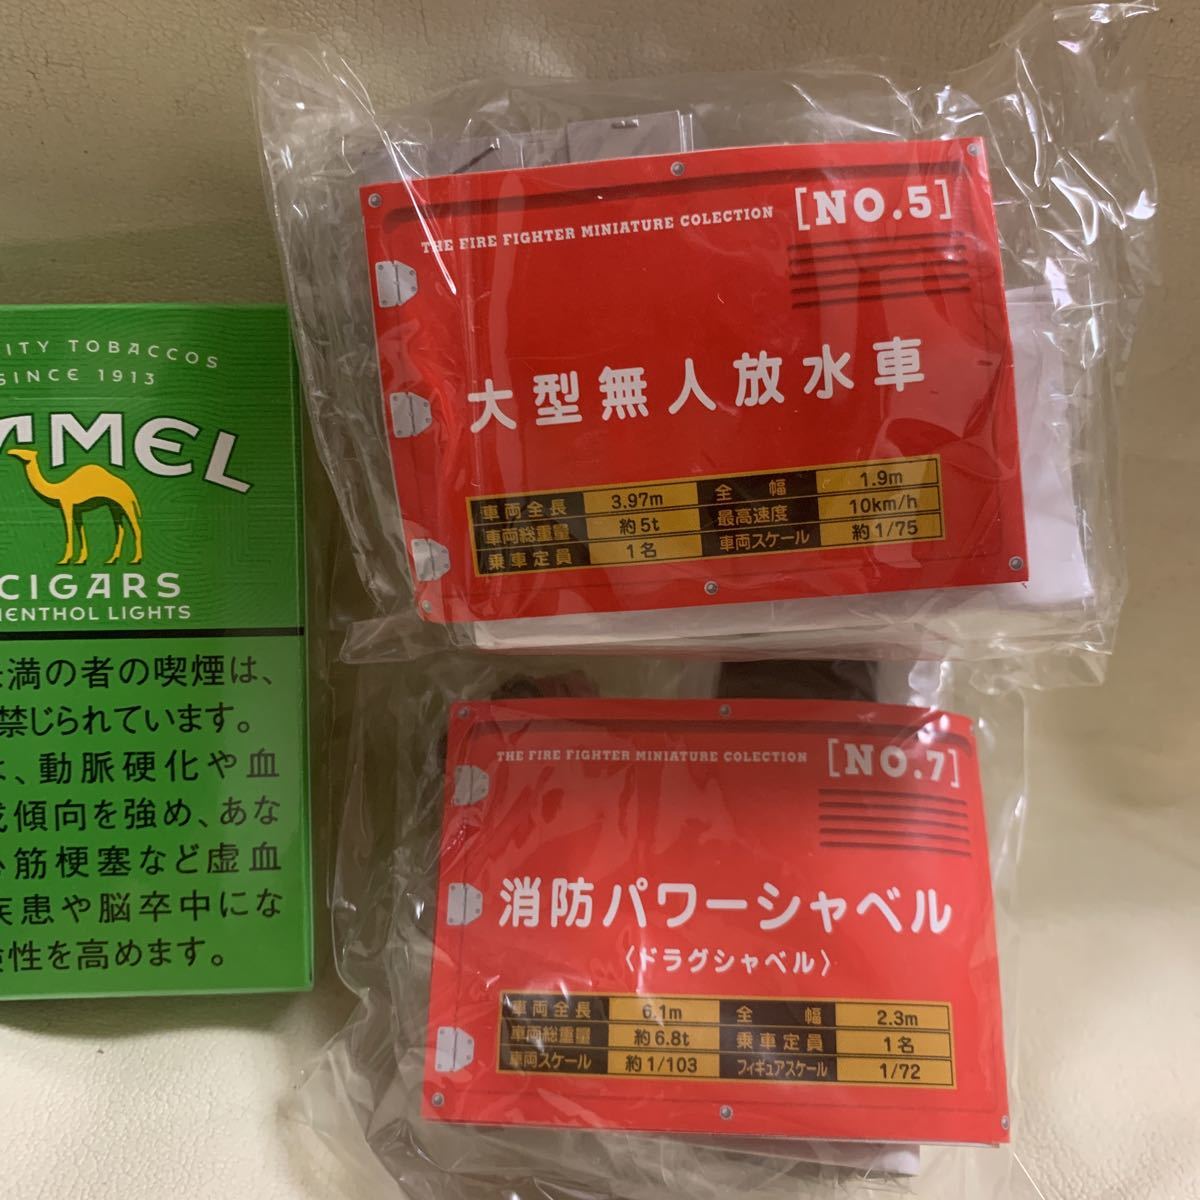 TOBACCOS
SINCE 1913
CIGARS
MENTHOL LIGHTS
満の者の喫煙は、
禁じられています。
、動脈硬化や血
傾向を強め、あな
筋梗塞など虚血
疾患や脳卒中にな
険性を高めます。
THE FIRE FIGHTER MINIATURE COLECTION [NO.5]
大型無人放水車
車両全長 3.97m 全幅 1.9m
車両総重量 約5t 最高速度 10km/h
乗車定員 1名 車両スケール 約1/75
THE FIRE FIGHTER MINIATURE COLECTION [NO.7]
消防パワーシャベル
〈ドラグショベル〉
車両全長 6.1m 全幅 2.3m
車両総重量 約6.8t 乗車定員 1名
車両スケール 約1/103 フィギュアスケール 1/72